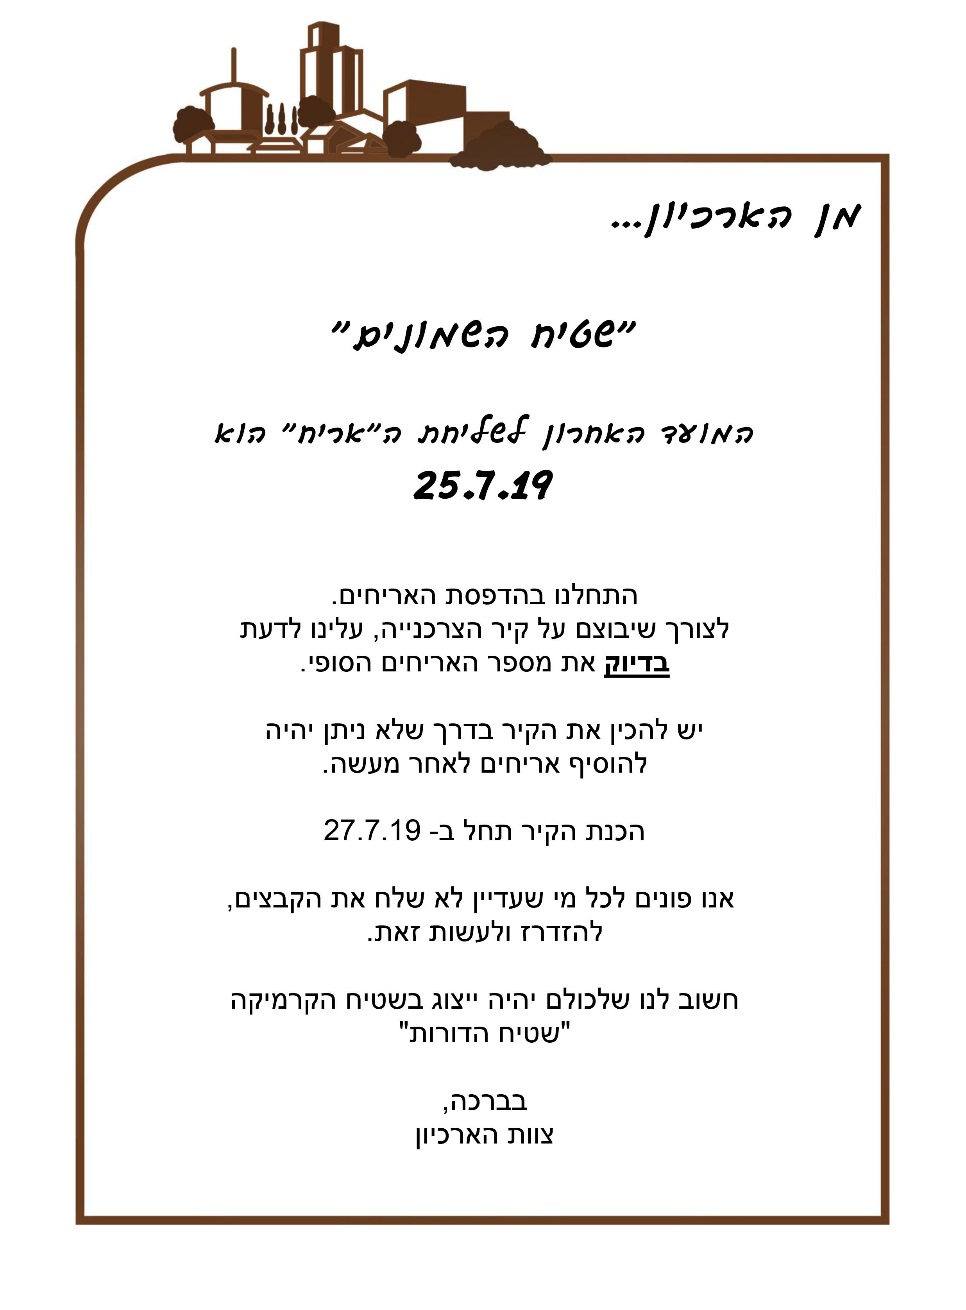 מן הארכיון...
"שטיח השמונים"
המועד האחרון לשליחת ה"אריח" הוא
25.7.19
התחלנו בהדפסת האריחים.
לצורך שיבוצם על קיר הצרכנייה, עלינו לדעת
בדיוק את מספר האריחים הסופי.
יש להכין את הקיר בדרך שלא ניתן יהיה
להוסיף אריחים לאחר מעשה.
הכנת הקיר תחל ב- 27.7.19
אנו פונים לכל מי שעדיין לא שלח את הקבצים,
להזדרז ולעשות זאת.
חשוב לנו שלכולם יהיה ייצוג בשטיח הקרמיקה
"שטיח הדורות"
בברכה,
צוות הארכיון